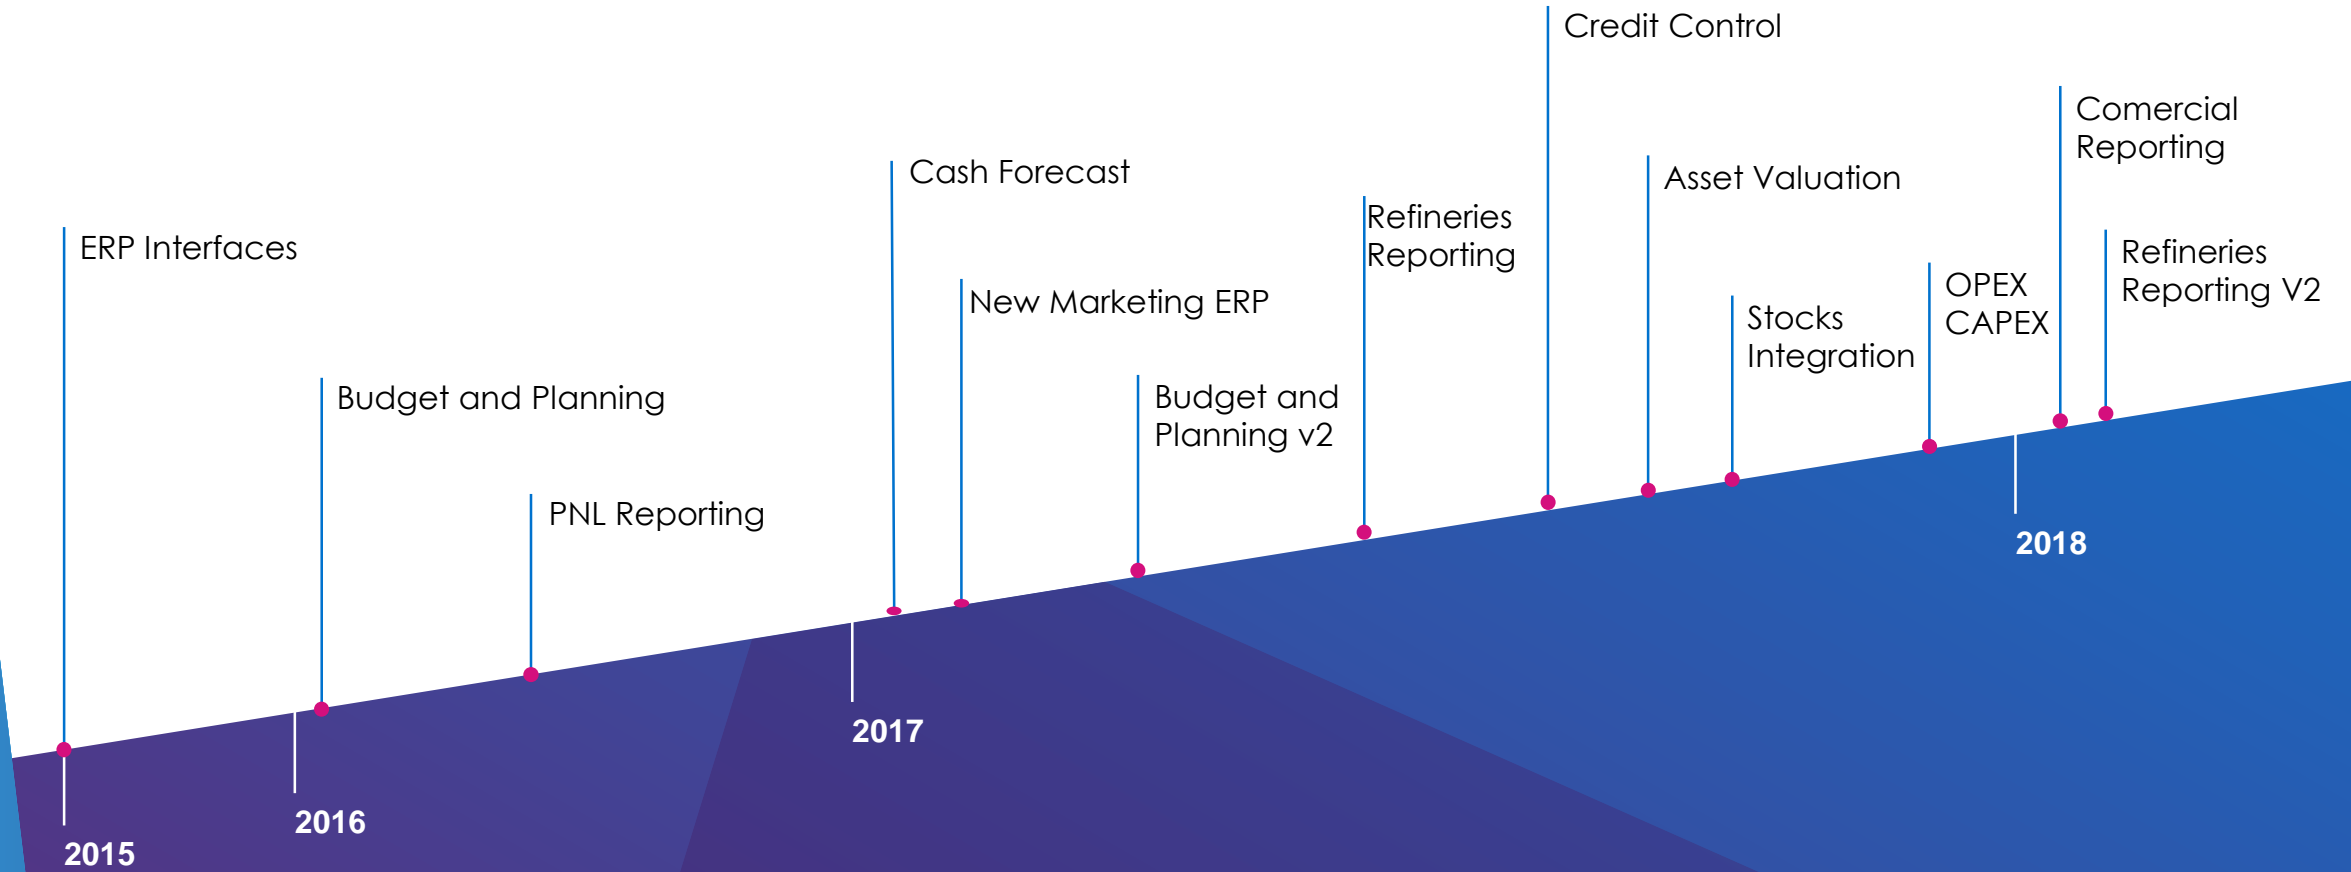 ERP Interfaces
Budget and Planning
PNL Reporting
Cash Forecast
New Marketing ERP
Budget and
Planning v2
Refineries
Reporting
Credit Control
Asset Valuation
Stocks
Integration
OPEX
CAPEX
Comercial
Reporting
Refineries
Reporting V2
2015
2016
2017
2018